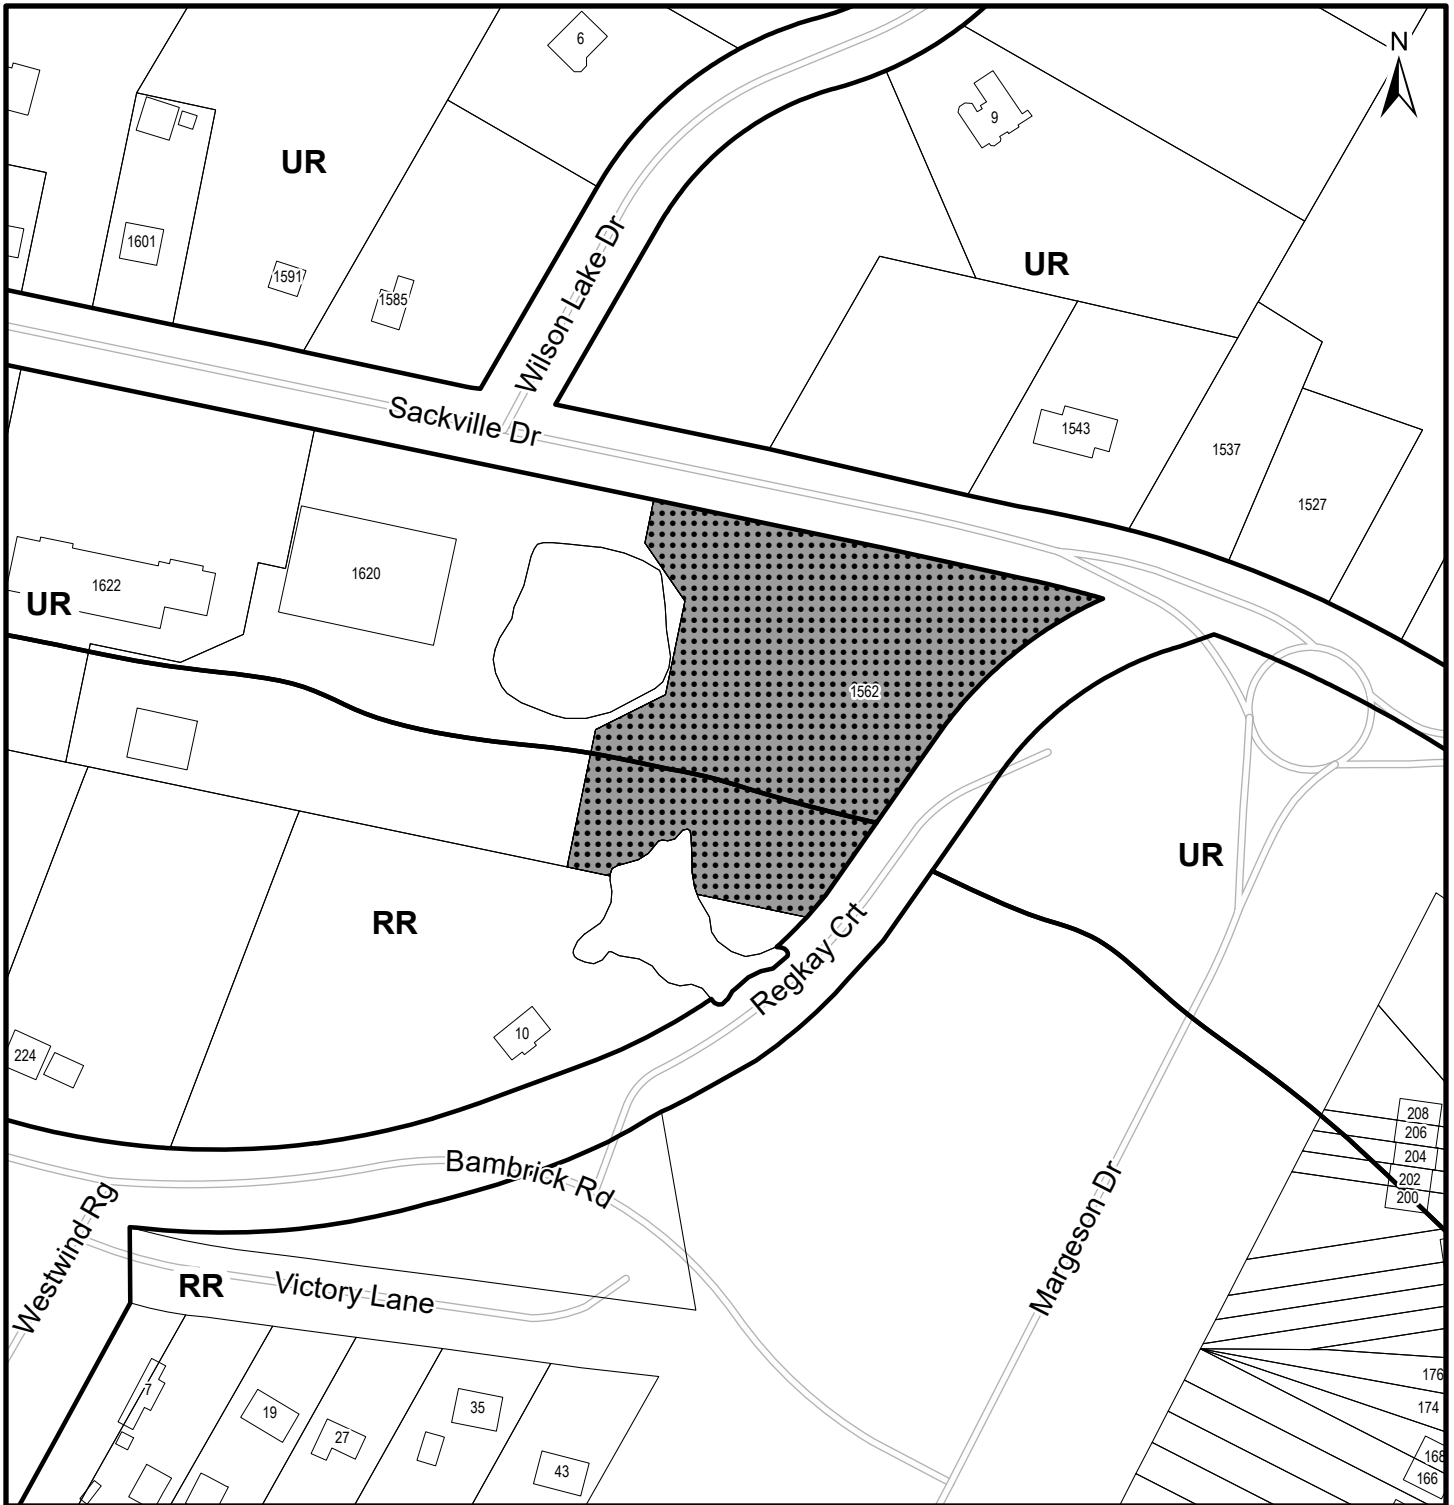 N
6
9
UR
1601
1591
1585
Wilson Lake Dr
UR
Sackville Dr
1543
1537
1527
1622
1620
UR
1562
UR
RR
Regkay Crt
10
224
208
206
204
202
200
Bambrick Rd
Westwind Rg
Margeson Dr
RR
Victory Lane
7
19
27
35
43
176
174
168
166